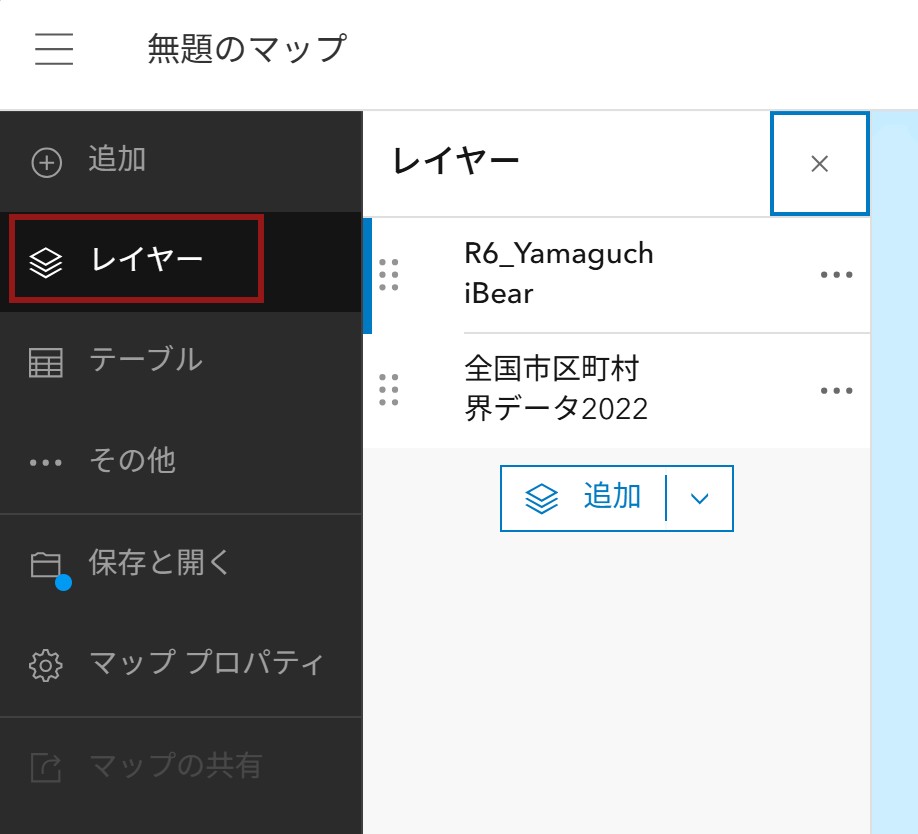 無題のマップ
追加
レイヤー
テーブル
その他
保存と開く
マップ プロパティ
マップの共有
レイヤー
R6_Yamaguch
iBear
全国市区町村
界データ2022
追加